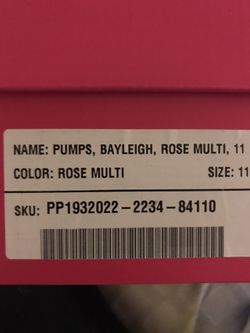 NAME: PUMPS, BAYLEIGH, ROSE MULTI, 11
COLOR: ROSE MULTI SIZE: 11
SKU: PP1932022-2234-84110